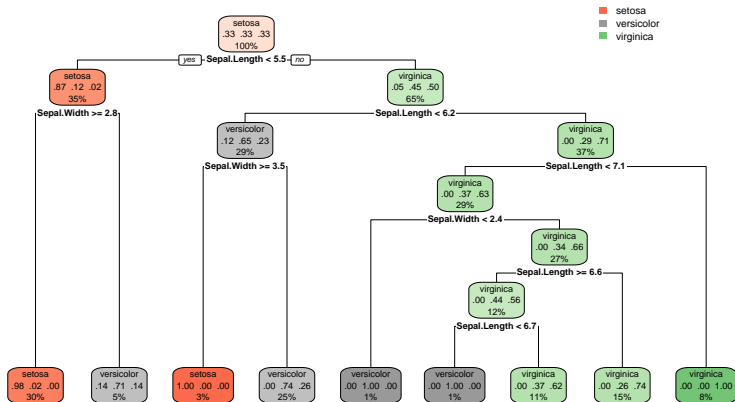 setosa
versicolor
virginica
setosa
.33 .33 .33
100%
yes Sepal.Length < 5.5 no
setosa
.87 .12 .02
35%
Sepal.Width >= 2.8
virginica
.05 .45 .50
65%
Sepal.Length < 6.2
versicolor
.12 .65 .23
29%
Sepal.Width >= 3.5
virginica
.00 .29 .71
37%
Sepal.Length < 7.1
virginica
.00 .37 .63
29%
Sepal.Width < 2.4
virginica
.00 .34 .66
27%
Sepal.Length >= 6.6
virginica
.00 .44 .56
12%
Sepal.Length < 6.7
setosa
.98 .02 .00
30%
versicolor
.14 .71 .14
5%
setosa
1.00 .00 .00
3%
versicolor
.00 .74 .26
25%
versicolor
.00 1.00 .00
1%
versicolor
.00 1.00 .00
1%
virginica
.00 .37 .62
11%
virginica
.00 .26 .74
15%
virginica
.00 .00 1.00
8%